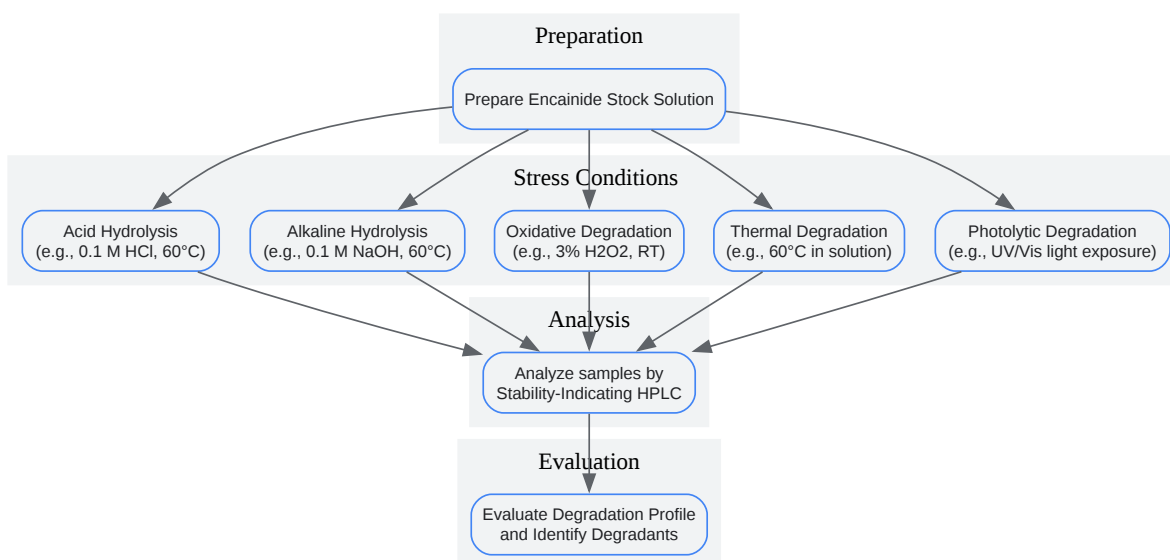 Preparation
Prepare Encainide Stock Solution
Stress Conditions
Acid Hydrolysis
(e.g., 0.1 M HCl, 60°C)
Alkaline Hydrolysis
(e.g., 0.1 M NaOH, 60°C)
Oxidative Degradation
(e.g., 3% H2O2, RT)
Thermal Degradation
(e.g., 60°C in solution)
Photolytic Degradation
(e.g., UV/Vis light exposure)
Analysis
Analyze samples by
Stability-Indicating HPLC
Evaluation
Evaluate Degradation Profile
and Identify Degradants